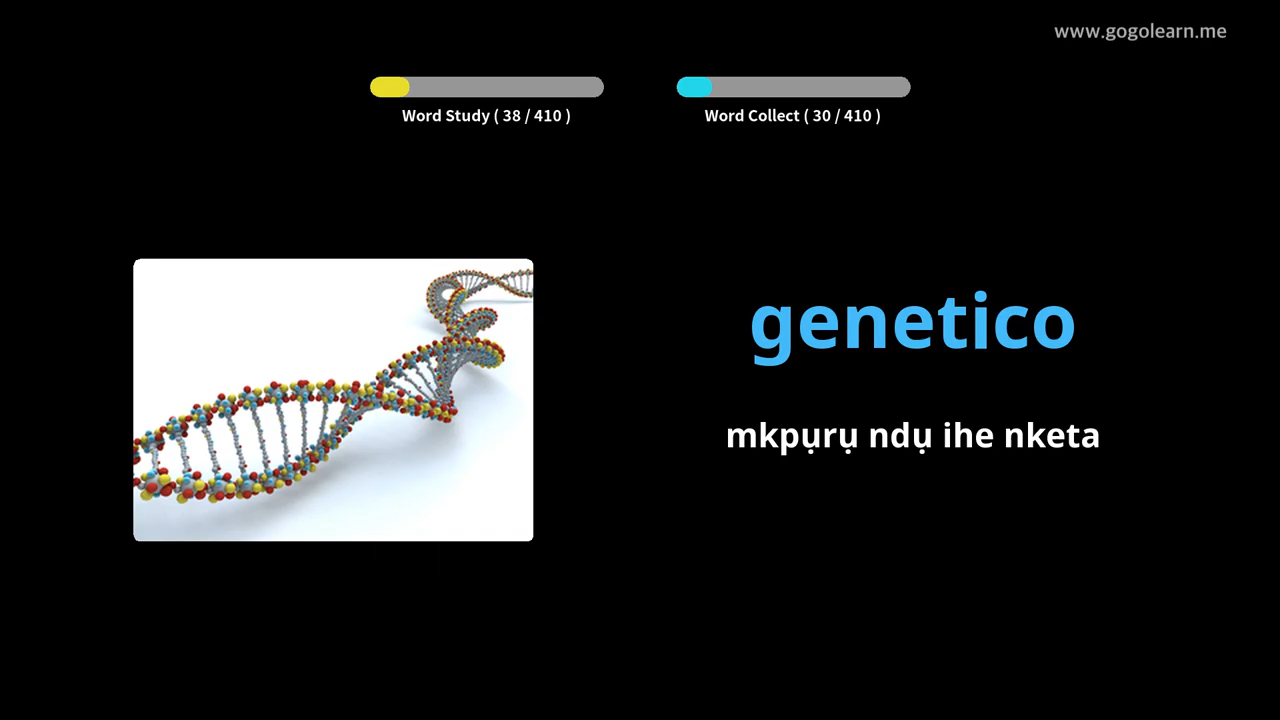 www.gogolearn.me
Word Study ( 38 / 410 )
Word Collect ( 30 / 410 )
genetico
mkpụrụ ndụ ihe nketa